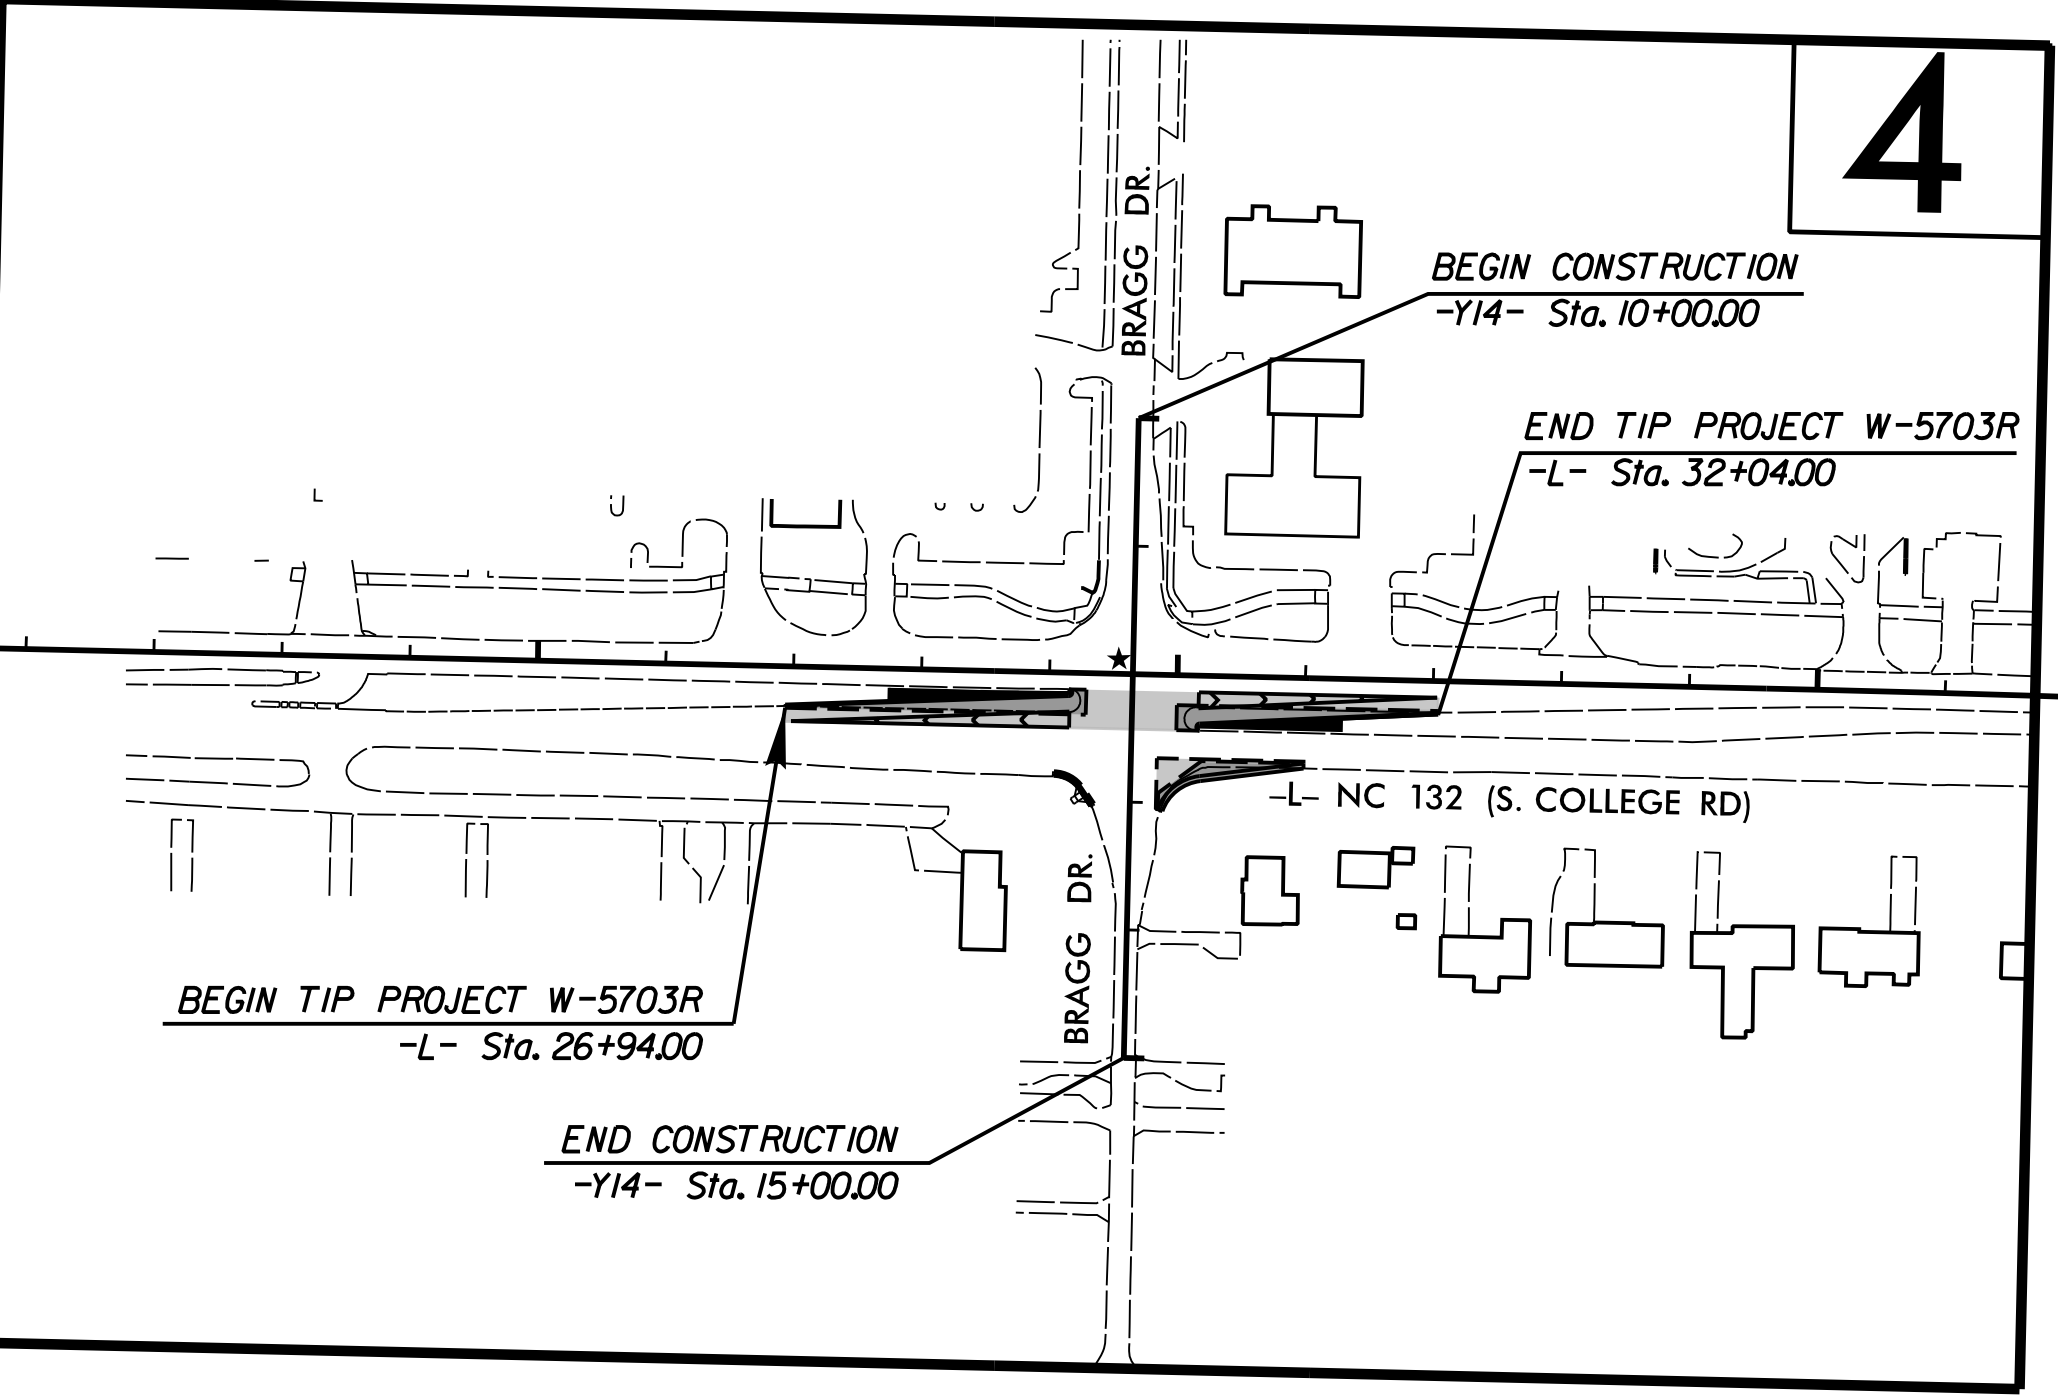 4
BRAGG DR.
BEGIN CONSTRUCTION
-Y14- Sta. 10+00.00
END TIP PROJECT W-5703R
-L- Sta. 32+04.00
-L- NC 132 (S. COLLEGE RD)
BRAGG DR.
BEGIN TIP PROJECT W-5703R
-L- Sta. 26+94.00
END CONSTRUCTION
-Y14- Sta. 15+00.00